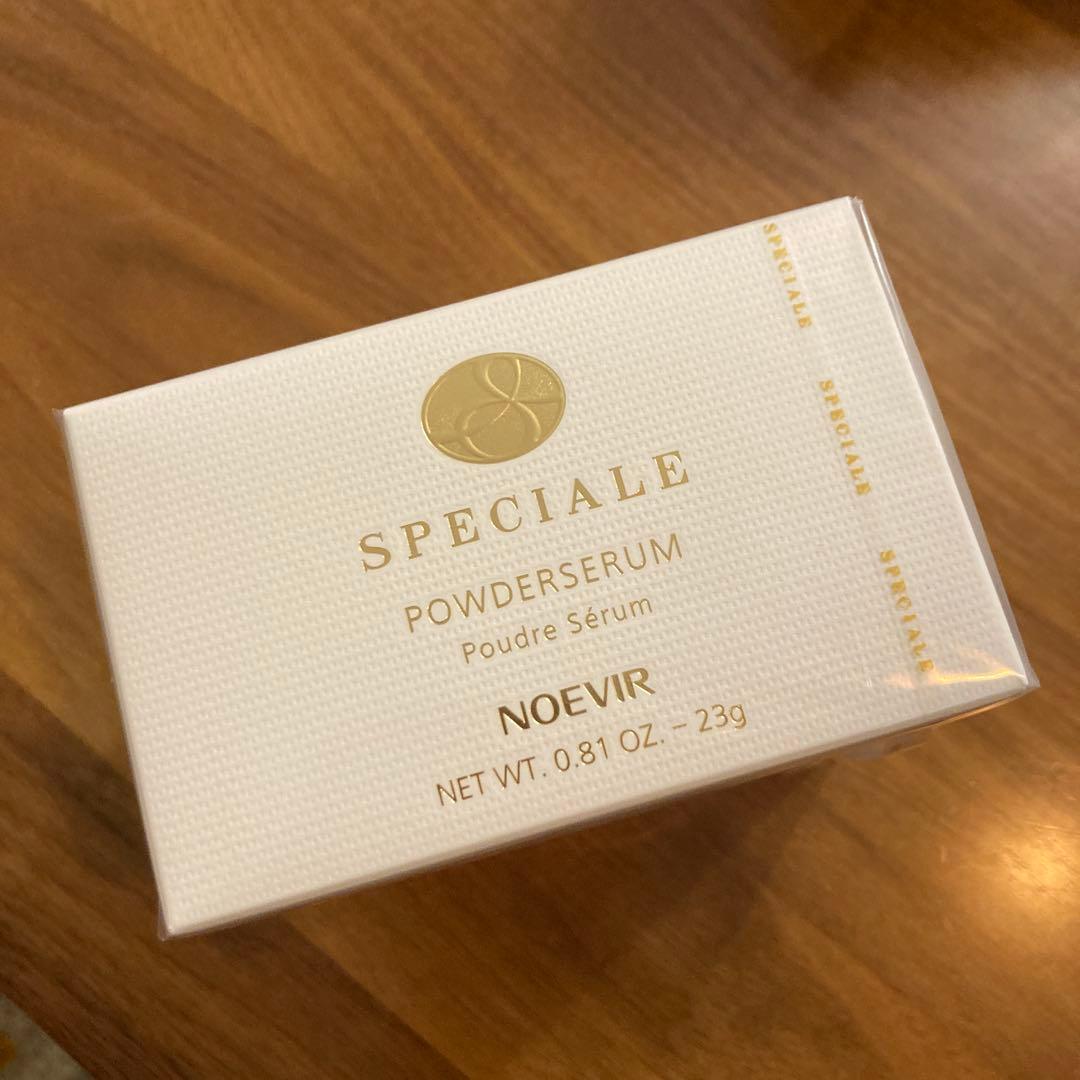 SPECIALE
POWDERSERUM
Poudre Sérum
NOEVIR
NET WT. 0.81 OZ. – 23g
SPECIALE
SPECIALE
SPECIALE